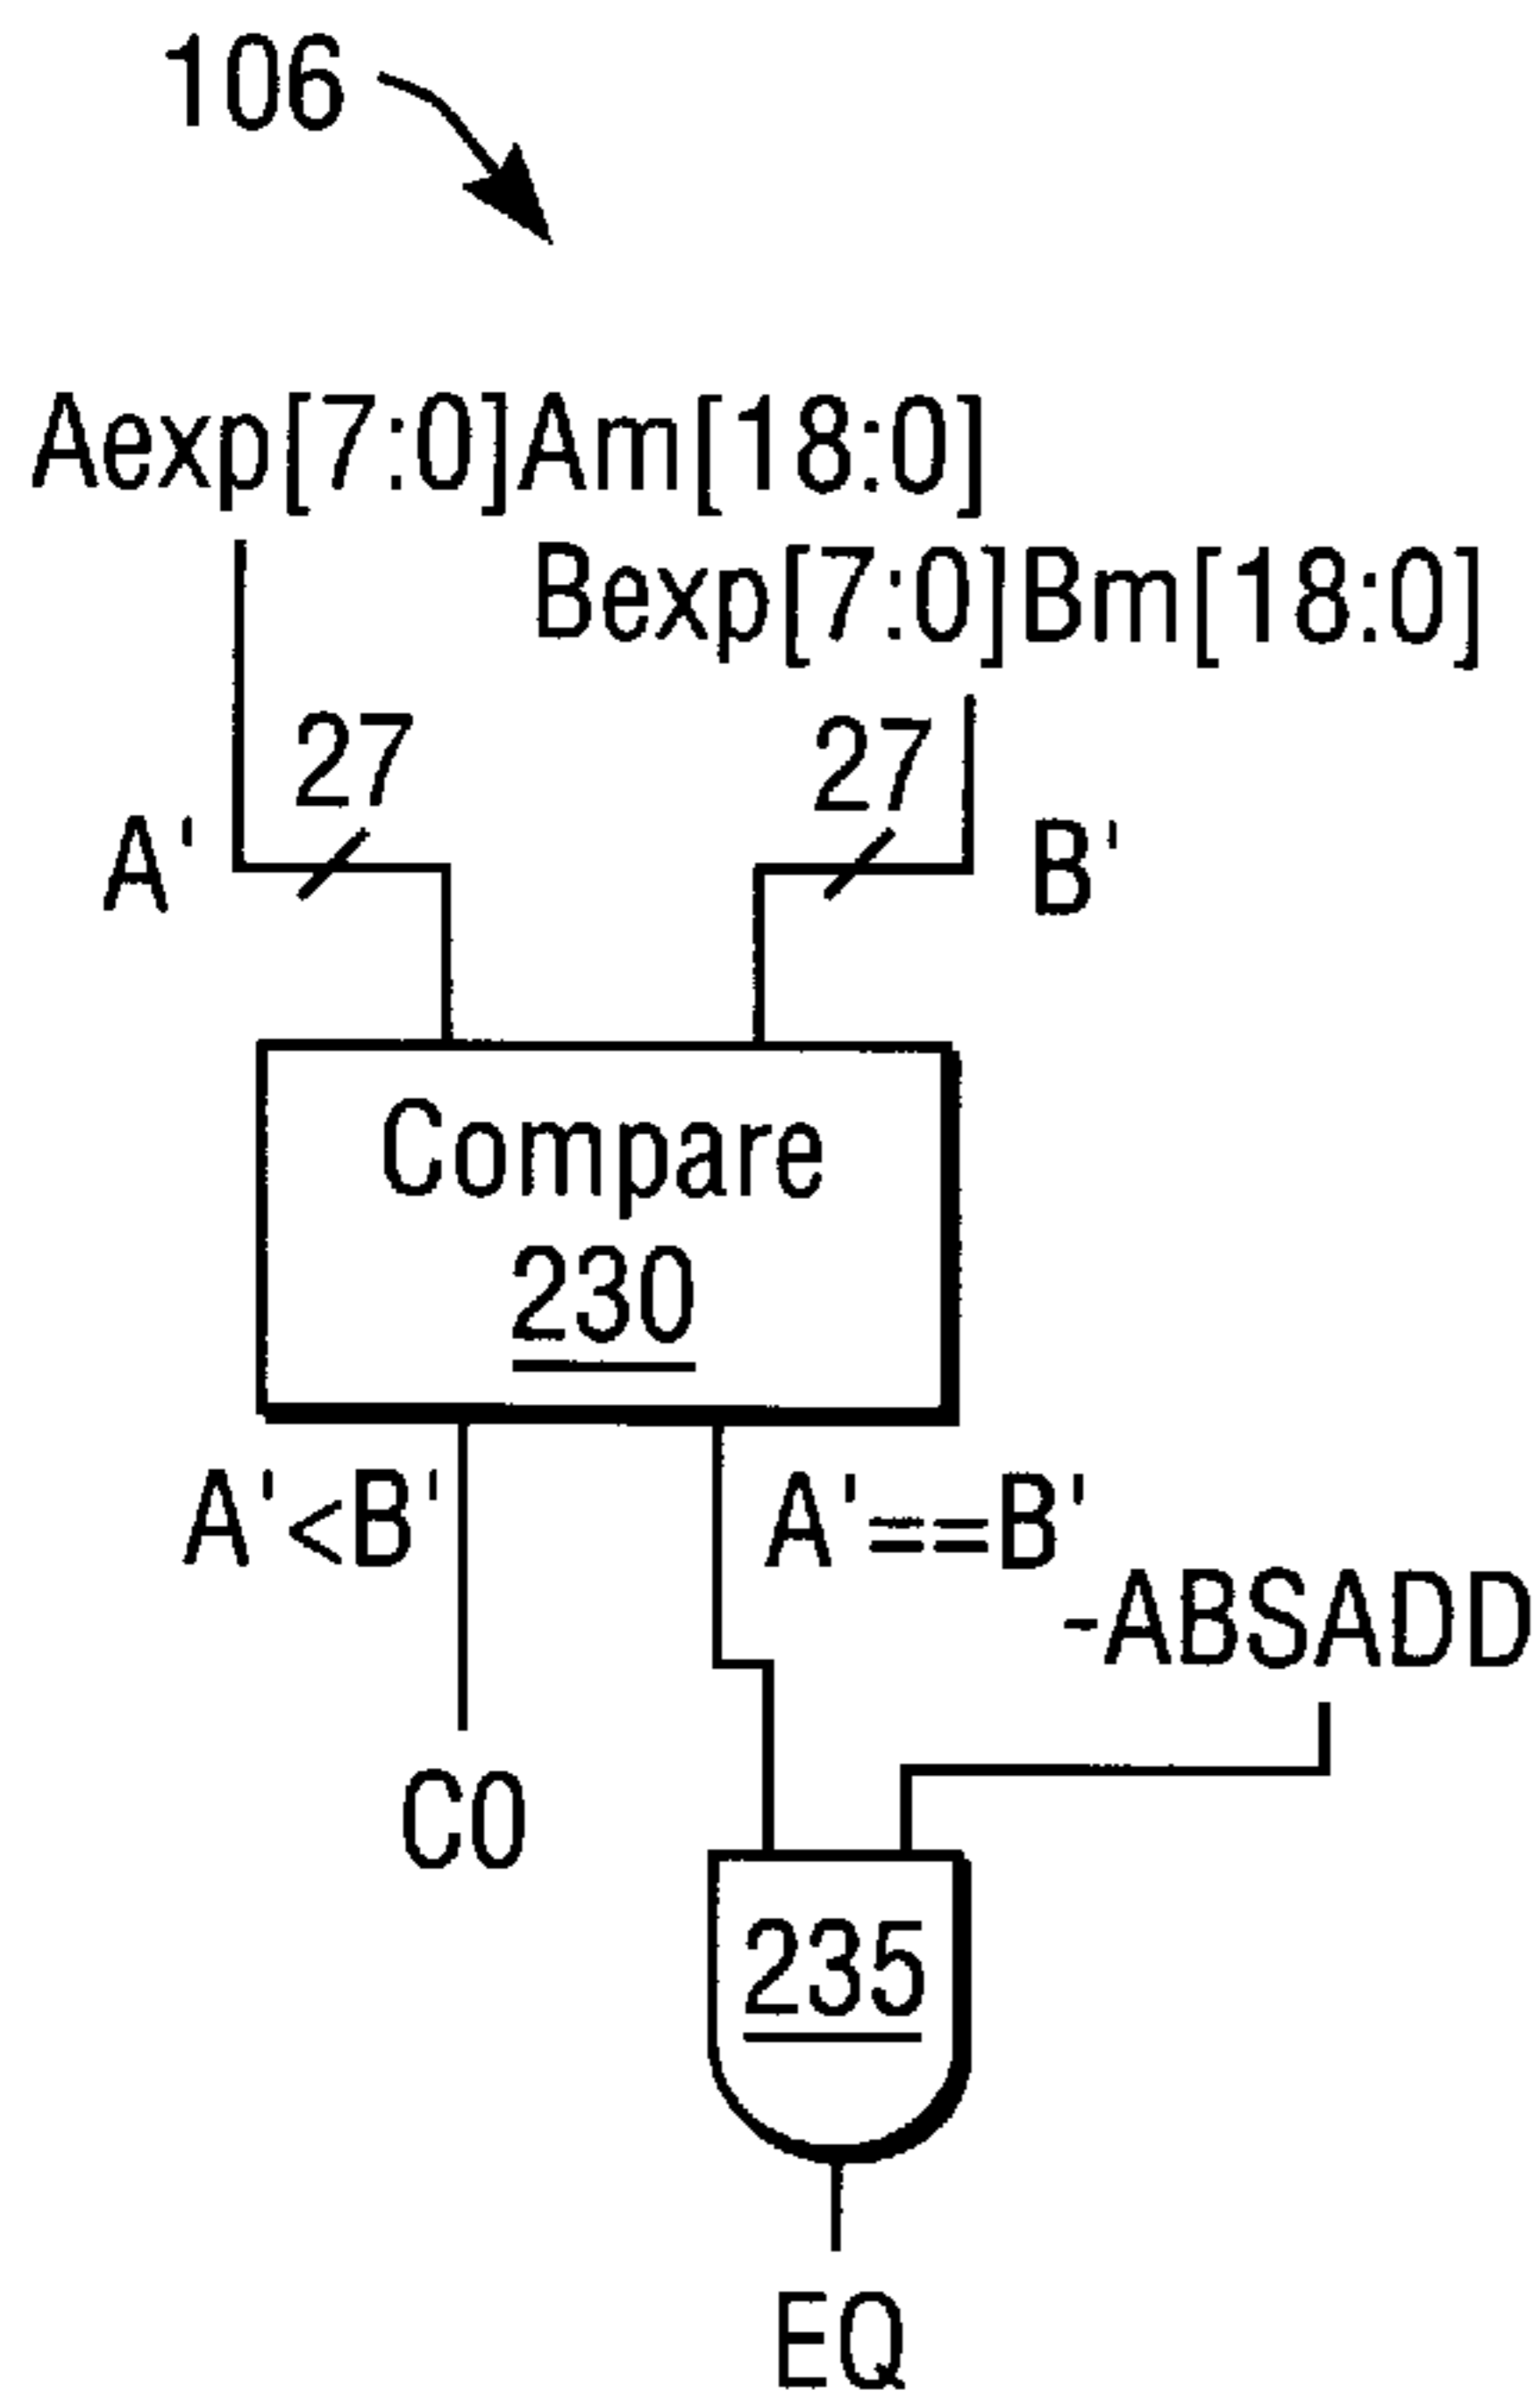 106
Aexp[7:0]Am[18:0]
Bexp[7:0]Bm[18:0]
27
27
A'
B'
Compare
230
A'<B'
A'==B'
-ABSADD
C0
235
EQ